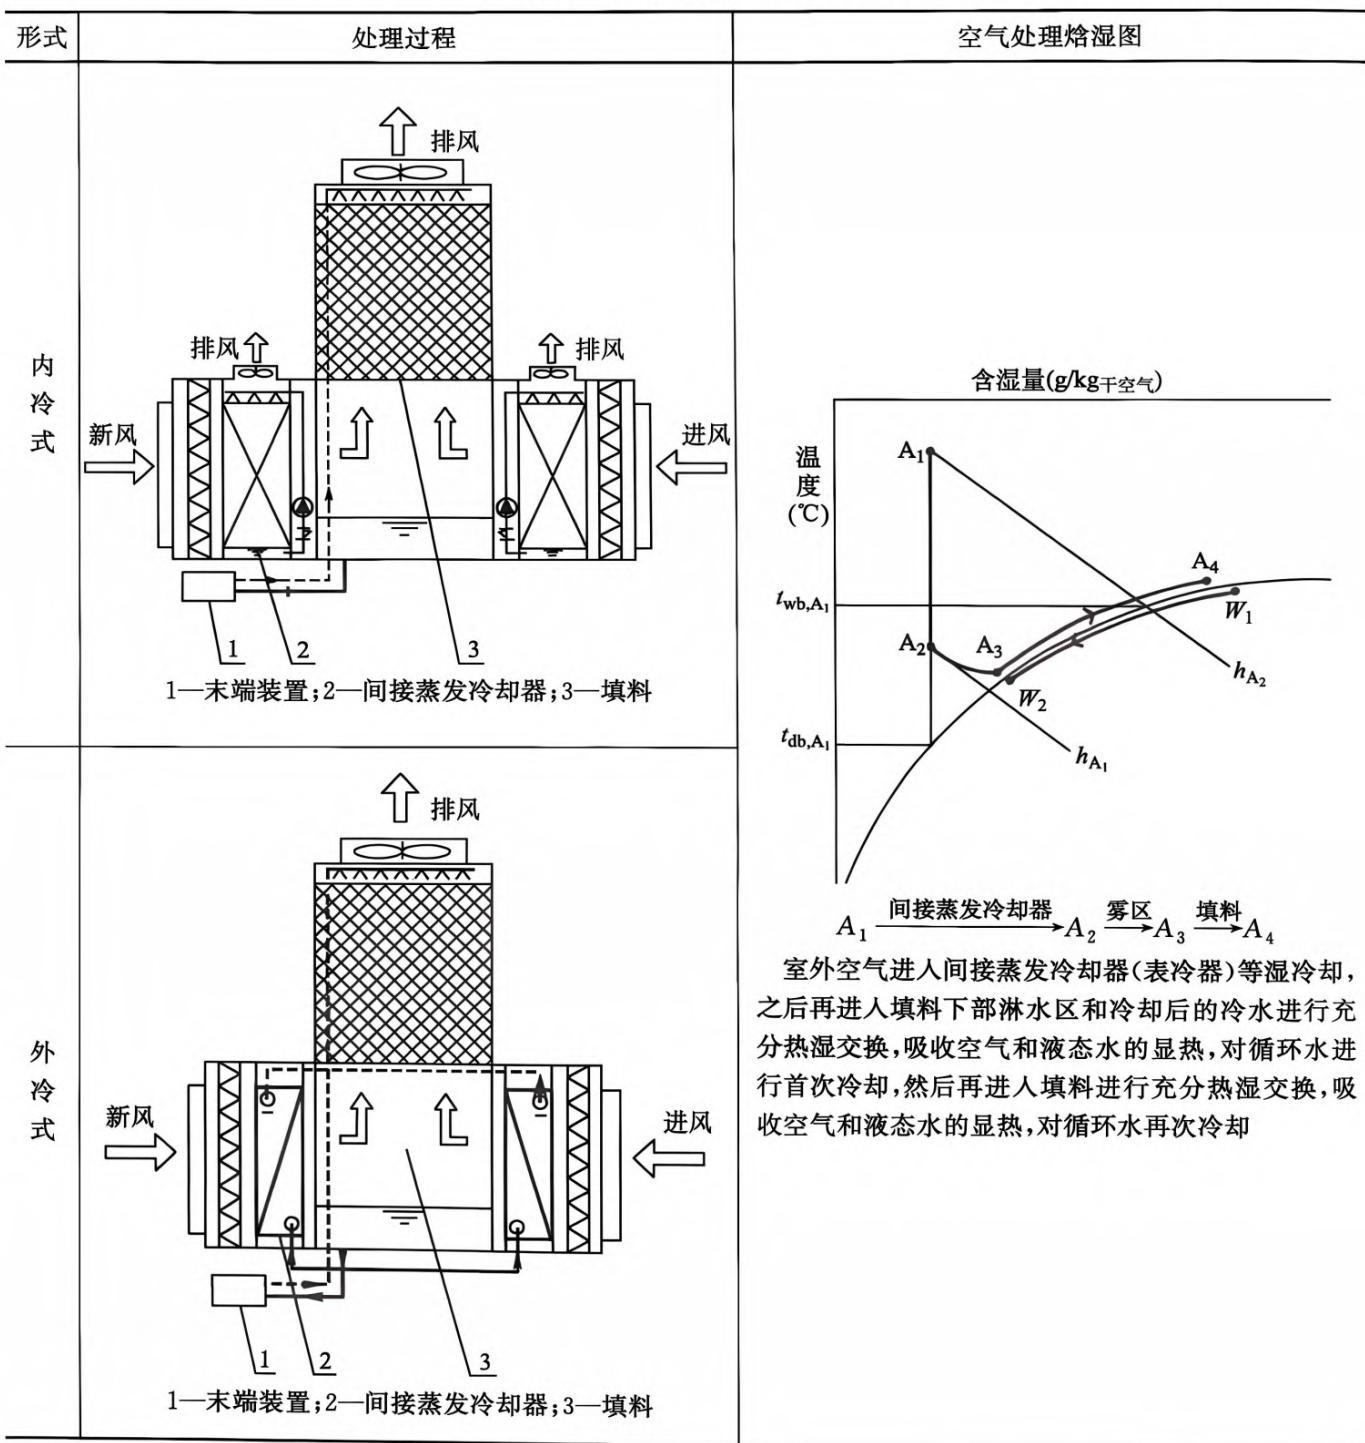 形式 处理过程 空气处理焓湿图
内冷式
排风
排风
排风
新风
进风
1
2
3
1—末端装置;2—间接蒸发冷却器;3—填料
外冷式
排风
新风
进风
1
2
3
1—末端装置;2—间接蒸发冷却器;3—填料
含湿量(g/kg干空气)
温度(℃)
A₁
A₄
t_wb,A₁
W₁
A₂
A₃
h_A₂
W₂
t_db,A₁
h_A₁
A₁ 间接蒸发冷却器 A₂ 雾区 A₃ 填料 A₄
室外空气进人间接蒸发冷却器(表冷器)等湿冷却,
之后再进人填料下部淋水区和冷却后的冷水进行充
分热湿交换,吸收空气和液态水的显热,对循环水进
行首次冷却,然后再进人填料进行充分热湿交换,吸
收空气和液态水的显热,对循环水再次冷却